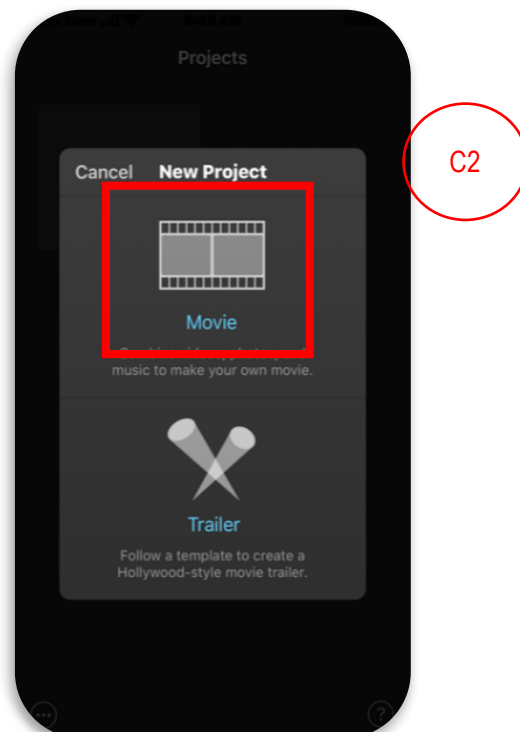 Projects
Cancel New Project
C2
Movie
music to make your own movie.
Trailer
Follow a template to create a
Hollywood-style movie trailer.
?